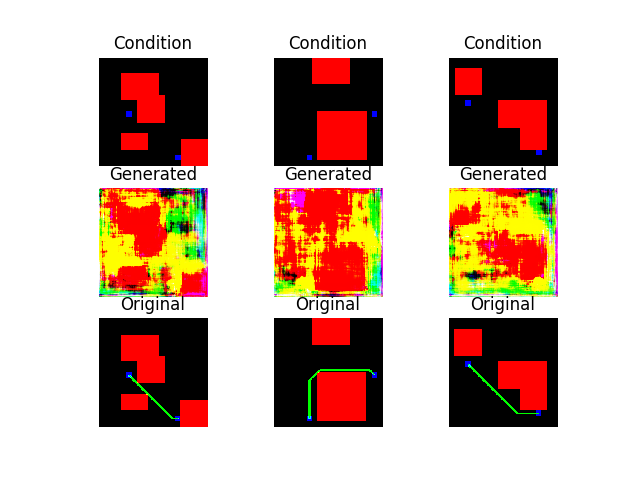 Condition Condition Condition
Generated Generated Generated
Original Original Original